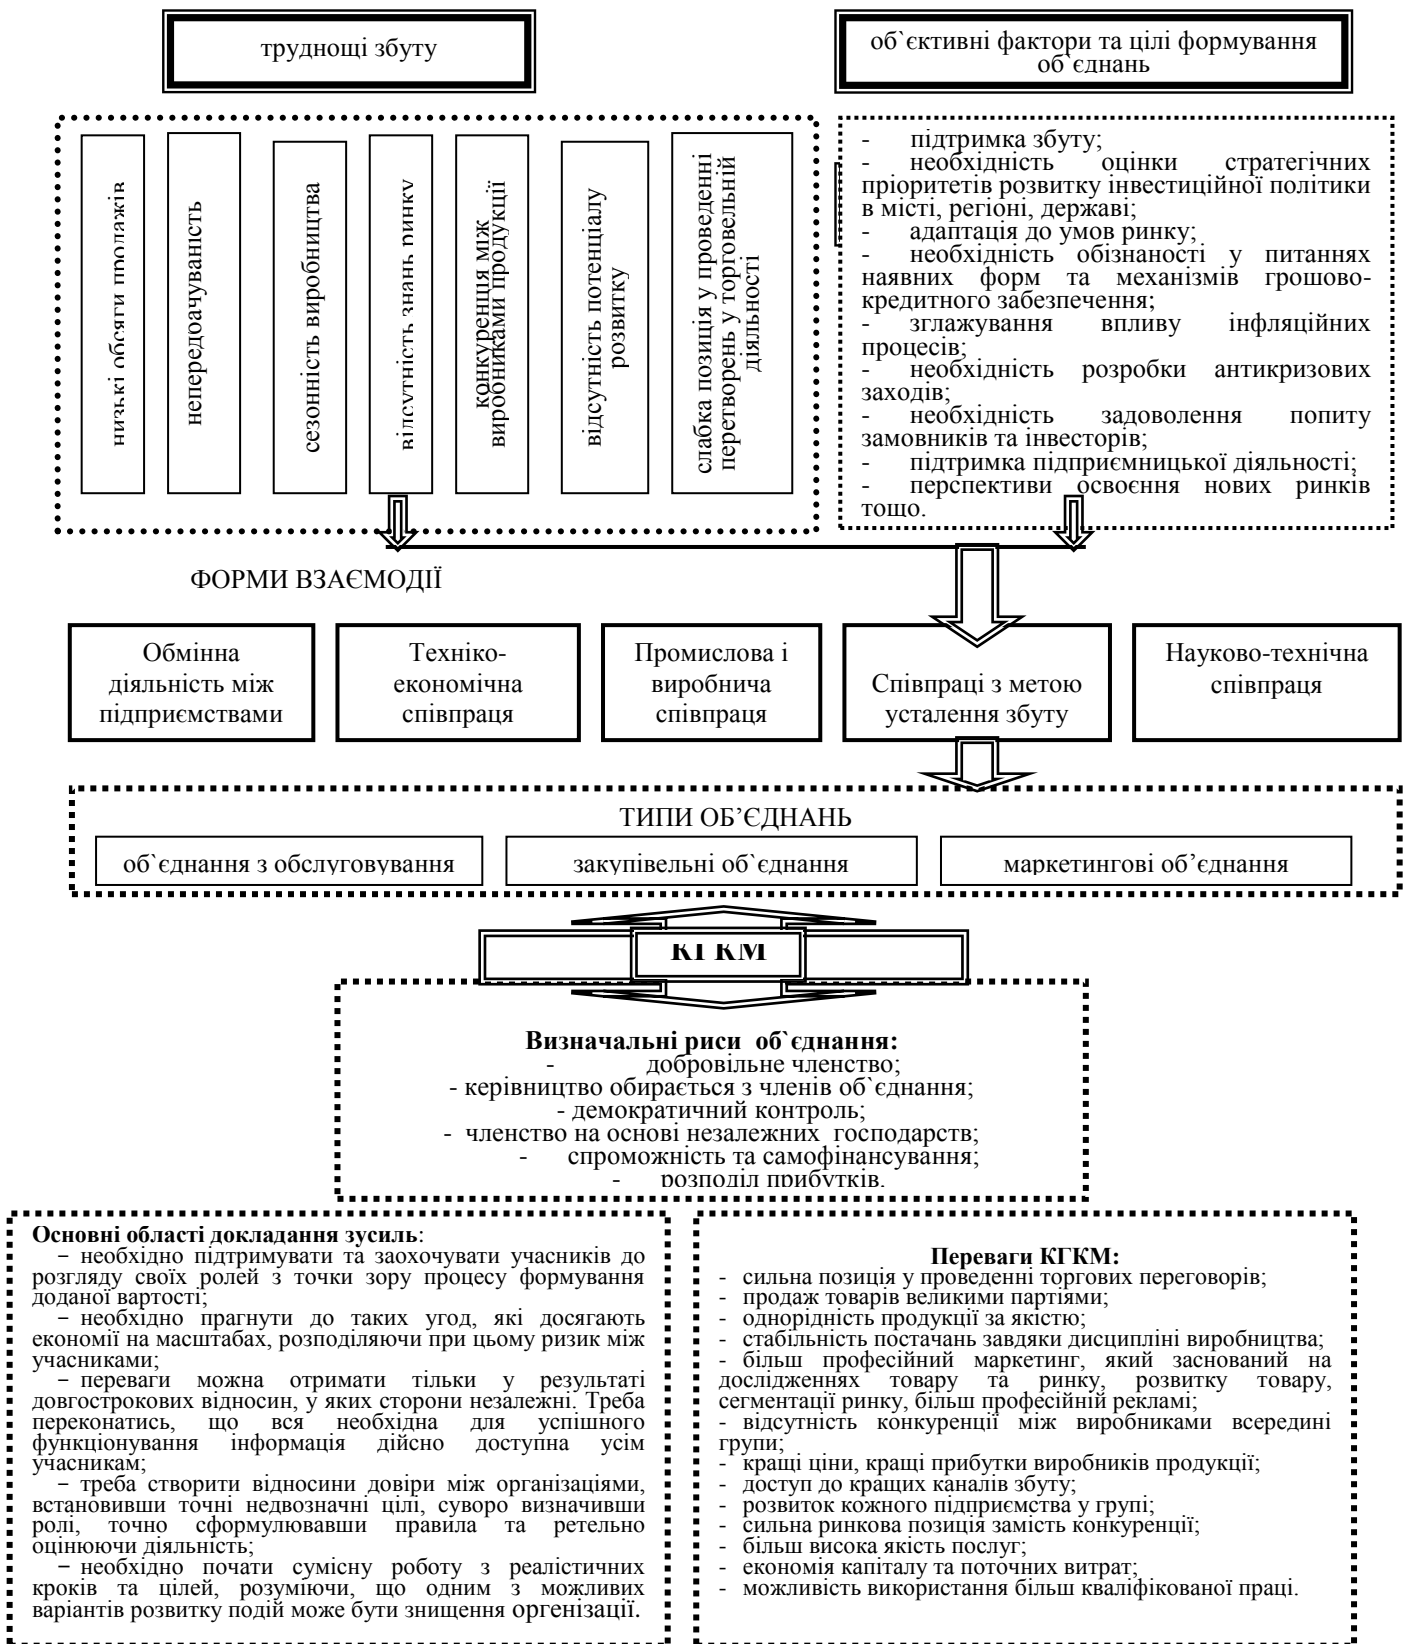 труднощі збуту
об`єктивні фактори та цілі формування
об`єднань
низькі обсяги продажів
непередбачуваність
сезонність виробництва
відсутність знань ринку
конкуренція між
виробниками продукції
відсутність потенціалу
розвитку
слабка позиція у проведенні
перетворень у торговельній
діяльності
- підтримка збуту;
- необхідність оцінки стратегічних
пріоритетів розвитку інвестиційної політики
в місті, регіоні, державі;
- адаптація до умов ринку;
- необхідність обізнаності у питаннях
наявних форм та механізмів грошово-
кредитного забезпечення;
- зглажування впливу інфляційних
процесів;
- необхідність розробки антикризових
заходів;
- необхідність задоволення попиту
замовників та інвесторів;
- підтримка підприємницької діяльності;
- перспективи освоєння нових ринків
тощо.
ФОРМИ ВЗАЄМОДІЇ
Обмінна
діяльність між
підприємствами
Техніко-
економічна
співпраця
Промислова і
виробнича
співпраця
Співпраці з метою
усталення збуту
Науково-технічна
співпраця
ТИПИ ОБ’ЄДНАНЬ
об`єднання з обслуговування
закупівельні об`єднання
маркетингові об’єднання
КГКМ
Визначальні риси об`єднання:
- добровільне членство;
- керівництво обирається з членів об`єднання;
- демократичний контроль;
- членство на основі незалежних господарств;
- спроможність та самофінансування;
- розподіл прибутків.
Основні області докладання зусиль:
– необхідно підтримувати та заохочувати учасників до
розгляду своїх ролей з точки зору процесу формування
доданої вартості;
– необхідно прагнути до таких угод, які досягають
економії на масштабах, розподіляючи при цьому ризик між
учасниками;
– переваги можна отримати тільки у результаті
довгострокових відносин, у яких сторони незалежні. Треба
переконатись, що вся необхідна для успішного
функціонування інформація дійсно доступна усім
учасникам;
– треба створити відносини довіри між організаціями,
встановивши точні недвозначні цілі, суворо визначивши
ролі, точно сформулювавши правила та ретельно
оцінюючи діяльність;
– необхідно почати сумісну роботу з реалістичних
кроків та цілей, розуміючи, що одним з можливих
варіантів розвитку подій може бути знищення оргенізації.
Переваги КГКМ:
- сильна позиція у проведенні торгових переговорів;
- продаж товарів великими партіями;
- однорідність продукції за якістю;
- стабільність постачань завдяки дисципліні виробництва;
- більш професійний маркетинг, який заснований на
дослідженнях товару та ринку, розвитку товару,
сегментації ринку, більш професійній рекламі;
- відсутність конкуренції між виробниками всередині
групи;
- кращі ціни, кращі прибутки виробників продукції;
- доступ до кращих каналів збуту;
- розвиток кожного підприємства у групі;
- сильна ринкова позиція замість конкуренції;
- більш висока якість послуг;
- економія капіталу та поточних витрат;
- можливість використання більш кваліфікованої праці.